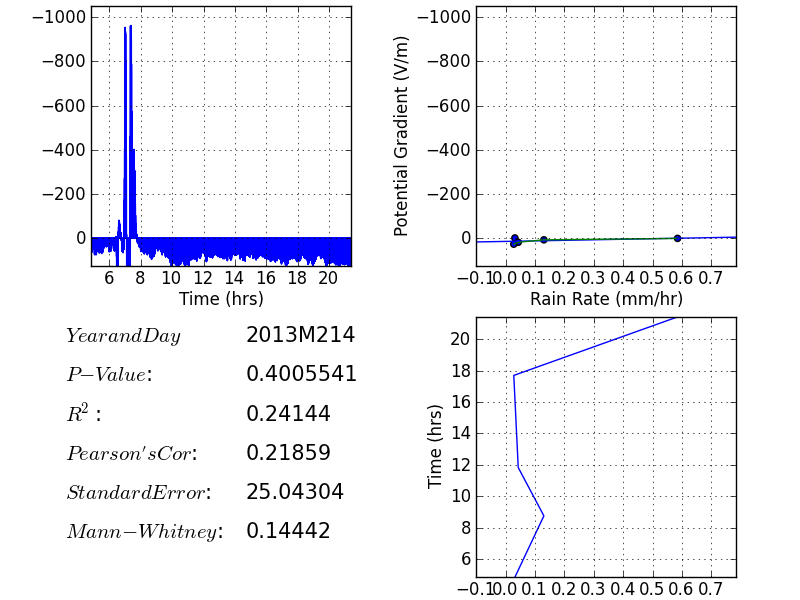 −1000
−800
−600
−400
−200
0
6 8 10 12 14 16 18 20
Time (hrs)
Potential Gradient (V/m)
−1000
−800
−600
−400
−200
0
−0.1 0.0 0.1 0.2 0.3 0.4 0.5 0.6 0.7
Rain Rate (mm/hr)
YearandDay 2013M214
P−Value: 0.4005541
R²: 0.24144
Pearson'sCor: 0.21859
StandardError: 25.04304
Mann−Whitney: 0.14442
Time (hrs)
20
18
16
14
12
10
8
6
−0.1 0.0 0.1 0.2 0.3 0.4 0.5 0.6 0.7